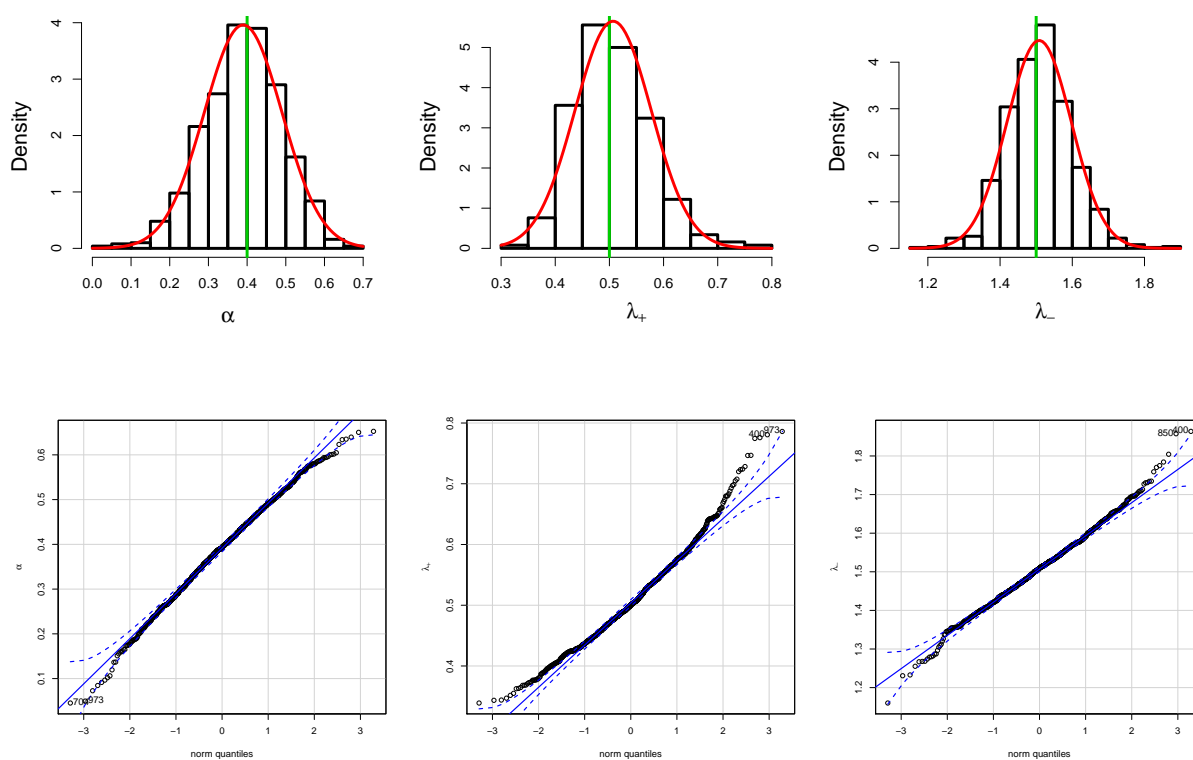 Density
0 1 2 3 4
0.0 0.1 0.2 0.3 0.4 0.5 0.6 0.7
α
Density
0 1 2 3 4 5
0.3 0.4 0.5 0.6 0.7 0.8
λ+
Density
0 1 2 3 4
1.2 1.4 1.6 1.8
λ−
α
0.1 0.2 0.3 0.4 0.5 0.6
973
−3 −2 −1 0 1 2 3
norm quantiles
λ+
0.4 0.5 0.6 0.7 0.8
400 973
−3 −2 −1 0 1 2 3
norm quantiles
λ−
1.2 1.3 1.4 1.5 1.6 1.7 1.8
850 400
−3 −2 −1 0 1 2 3
norm quantiles